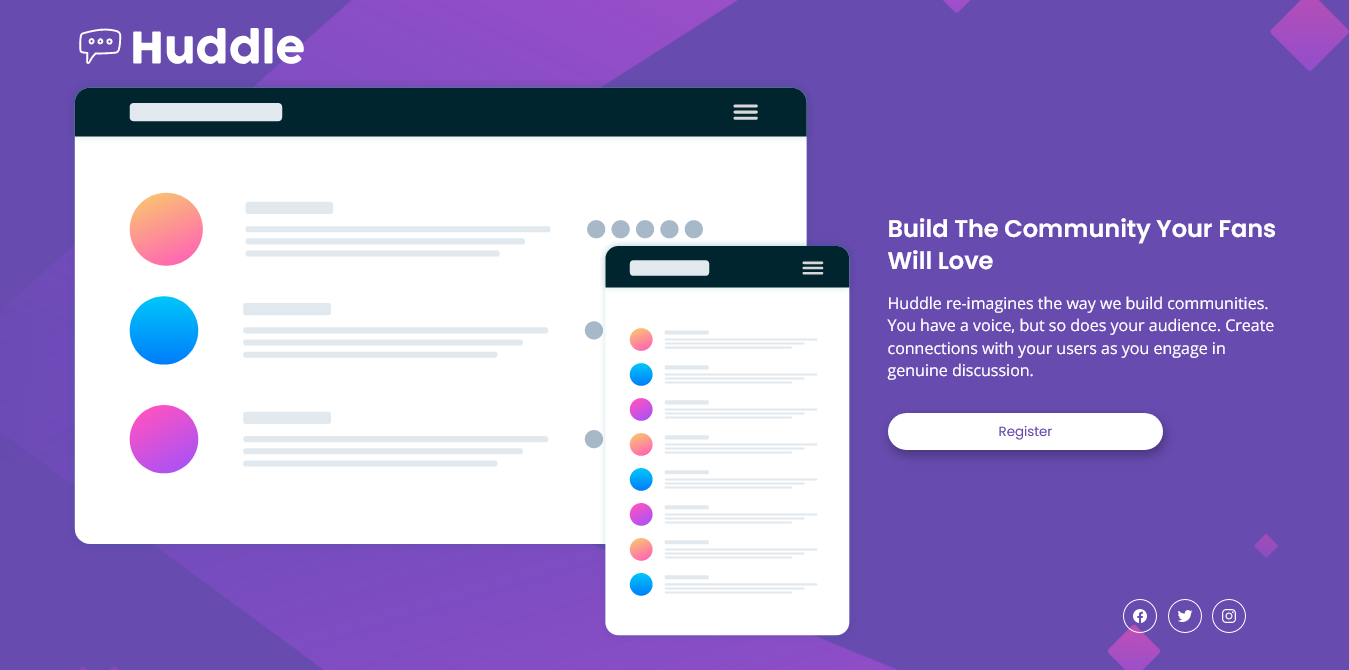 Huddle
Build The Community Your Fans
Will Love
Huddle re-imagines the way we build communities.
You have a voice, but so does your audience. Create
connections with your users as you engage in
genuine discussion.
Register